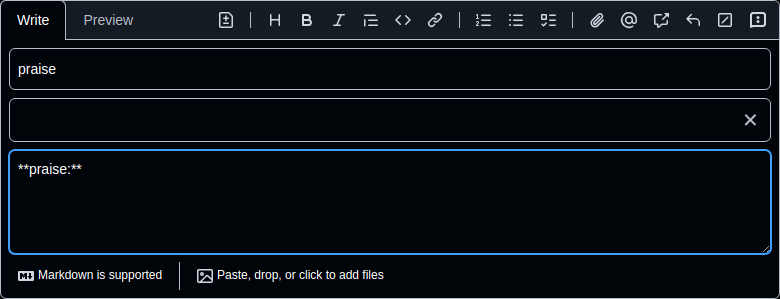 Write Preview
praise
**praise:**
Markdown is supported Paste, drop, or click to add files